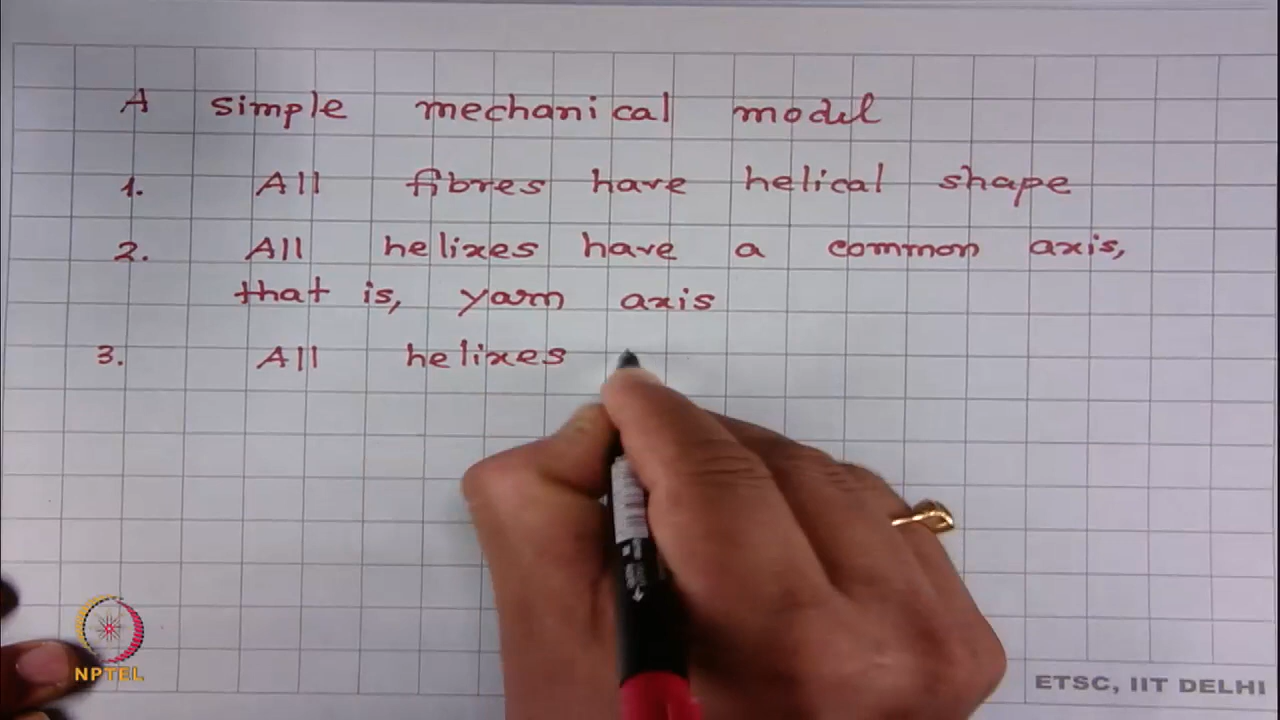 A simple mechanical model
1. All fibres have helical shape
2. All helixes have a common axis,
that is, yarn axis
3. All helixes
NPTEL
ETSC, IIT DELHI